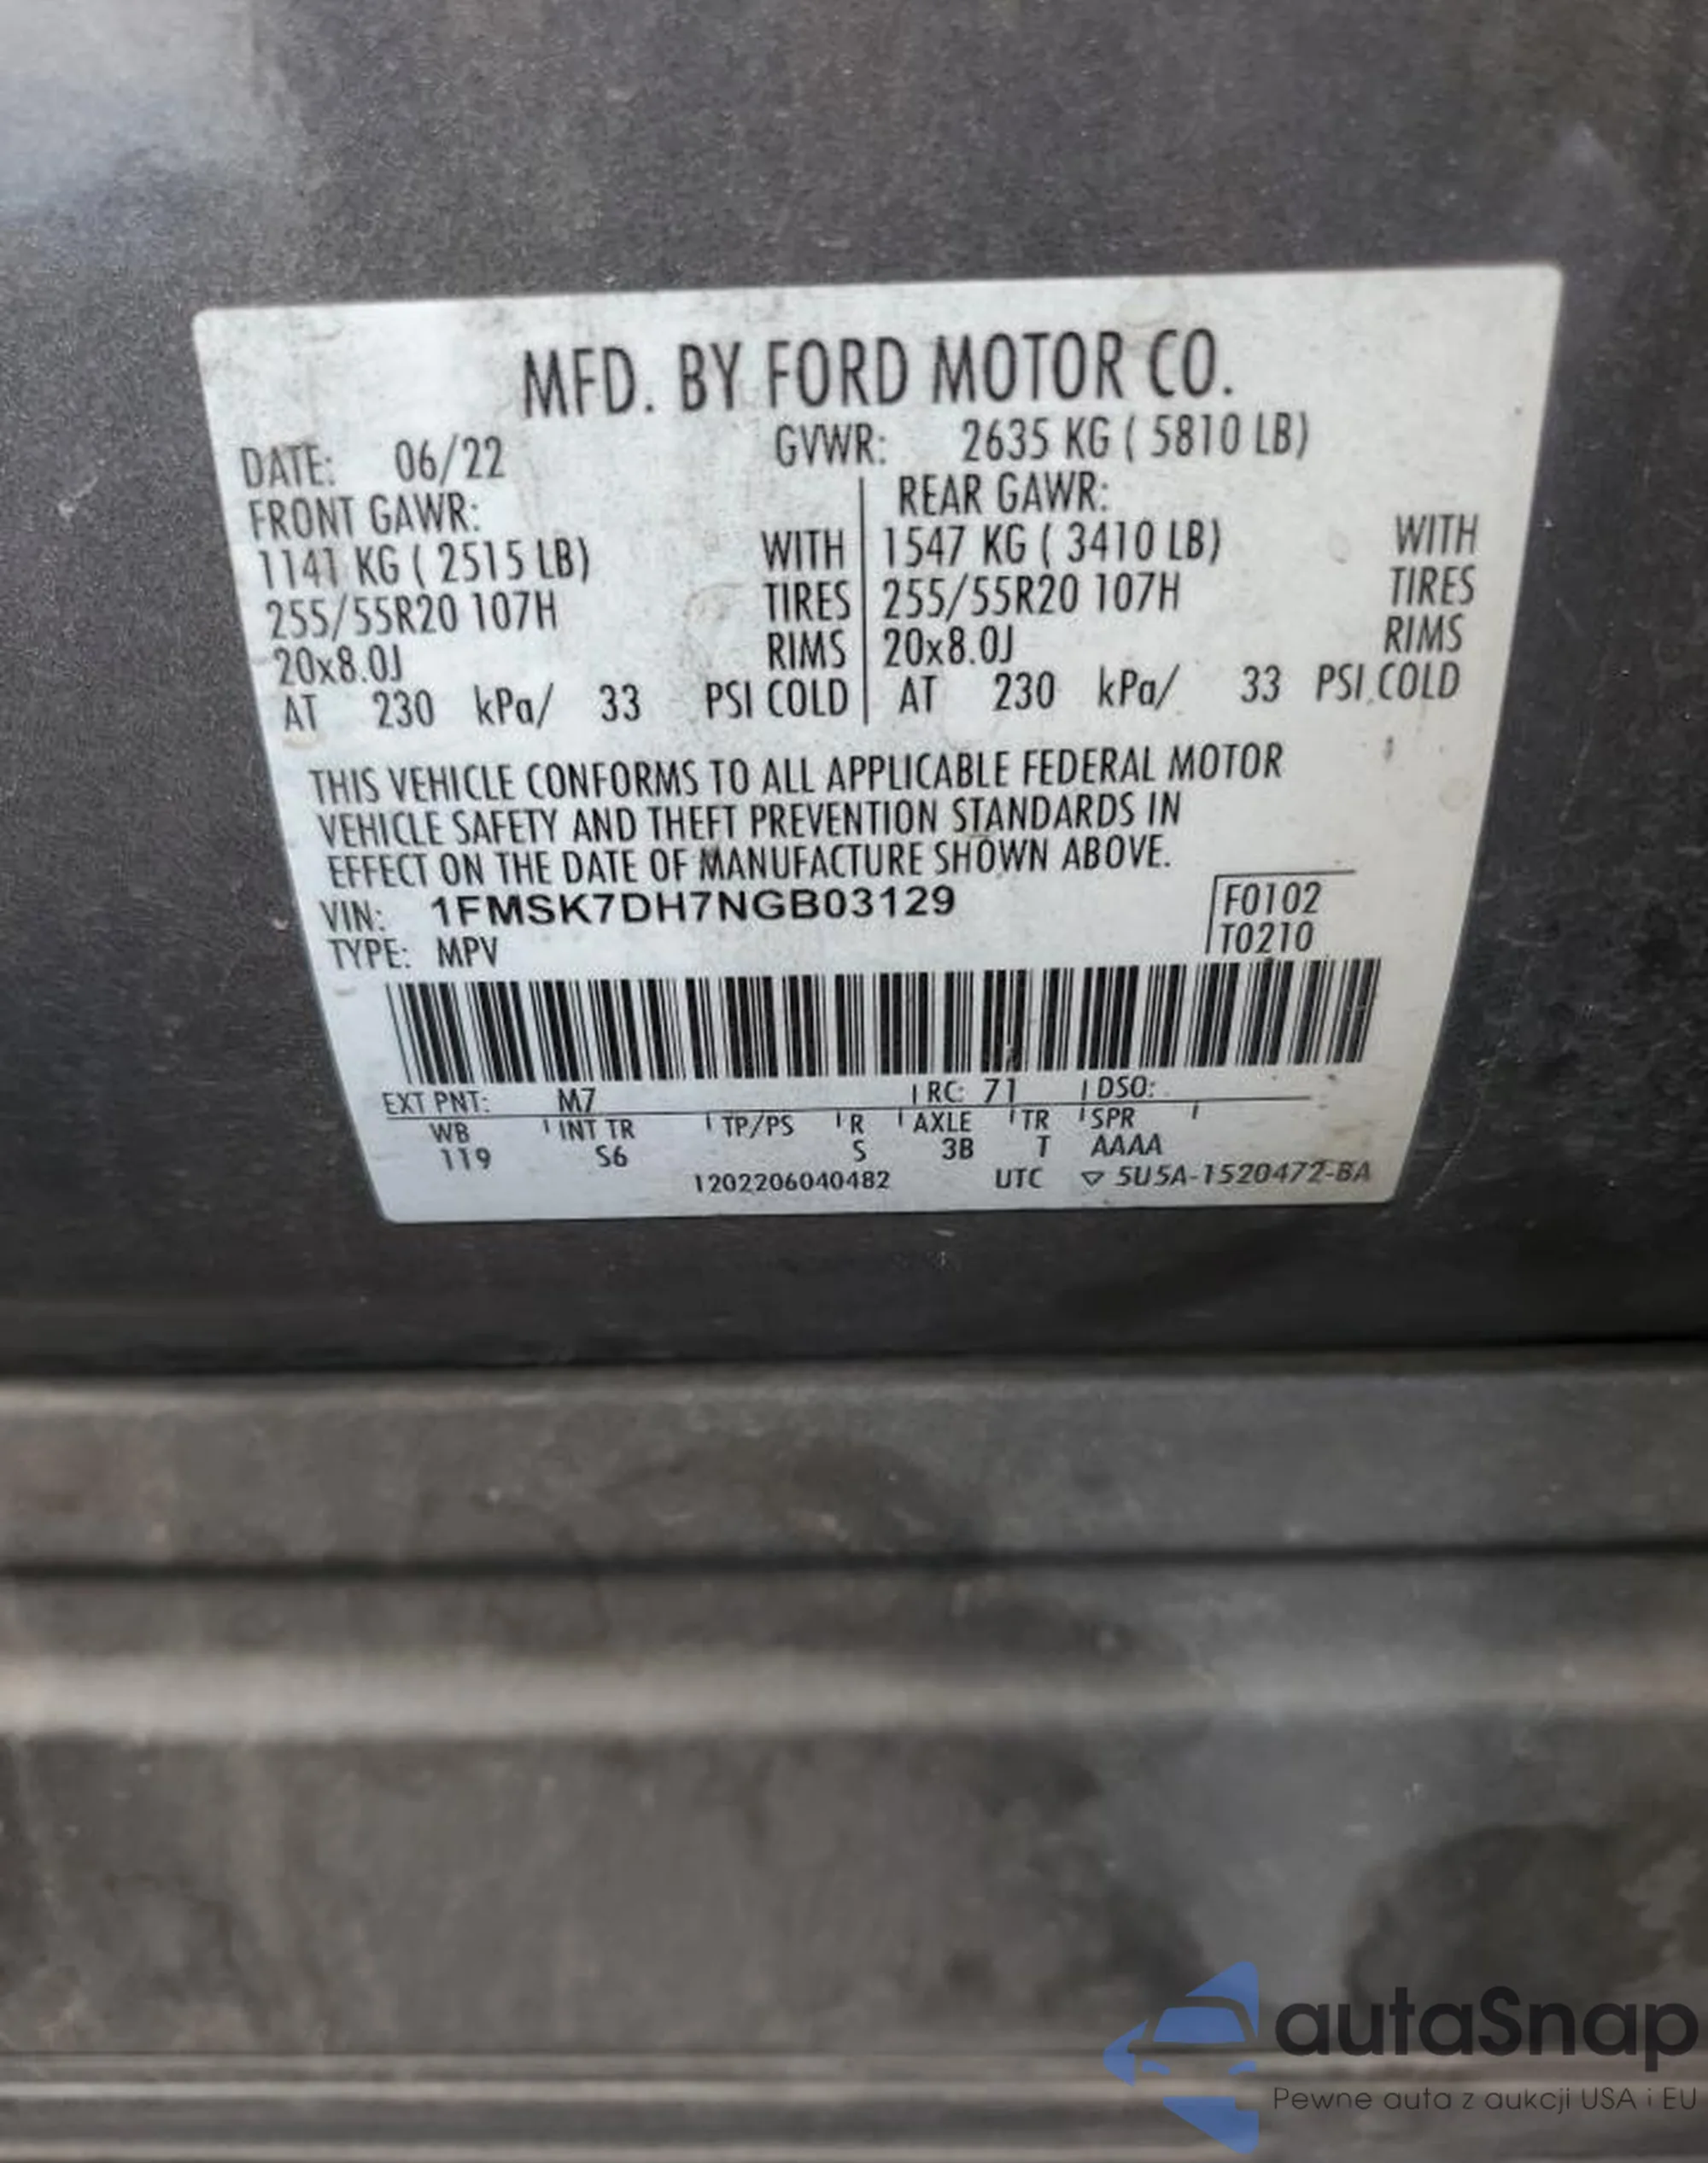 MFD. BY FORD MOTOR CO.
DATE: 06/22 GVWR: 2635 KG ( 5810 LB)
FRONT GAWR: REAR GAWR:
1141 KG ( 2515 LB) WITH 1547 KG ( 3410 LB) WITH
255/55R20 107H TIRES 255/55R20 107H TIRES
20x8.0J RIMS 20x8.0J RIMS
AT 230 kPa/ 33 PSI COLD AT 230 kPa/ 33 PSI COLD
THIS VEHICLE CONFORMS TO ALL APPLICABLE FEDERAL MOTOR
VEHICLE SAFETY AND THEFT PREVENTION STANDARDS IN
EFFECT ON THE DATE OF MANUFACTURE SHOWN ABOVE.
VIN: 1FMSK7DH7NGB03129 F0102
TYPE: MPV T0210
EXT PNT: M7 RC: 71 DSO:
WB INT TR TP/PS R AXLE TR SPR
119 S6 S 3B T AAAA
1202206040482 UTC ▽ 5U5A-1520472-BA
autaSnap
Pewne auta z aukcji USA i EU